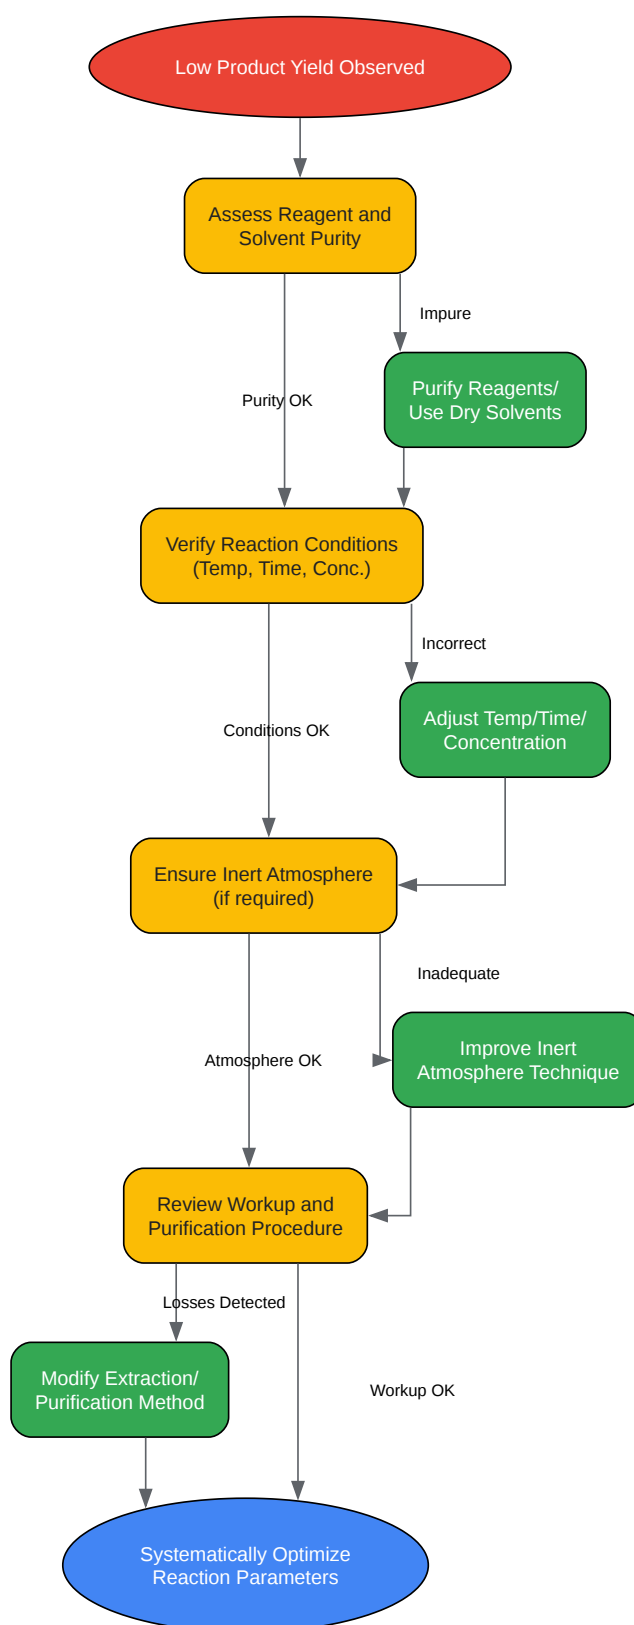 Low Product Yield Observed
Assess Reagent and
Solvent Purity
Impure
Purify Reagents/
Use Dry Solvents
Purity OK
Verify Reaction Conditions
(Temp, Time, Conc.)
Incorrect
Adjust Temp/Time/
Concentration
Conditions OK
Ensure Inert Atmosphere
(if required)
Inadequate
Improve Inert
Atmosphere Technique
Atmosphere OK
Review Workup and
Purification Procedure
Losses Detected
Modify Extraction/
Purification Method
Workup OK
Systematically Optimize
Reaction Parameters